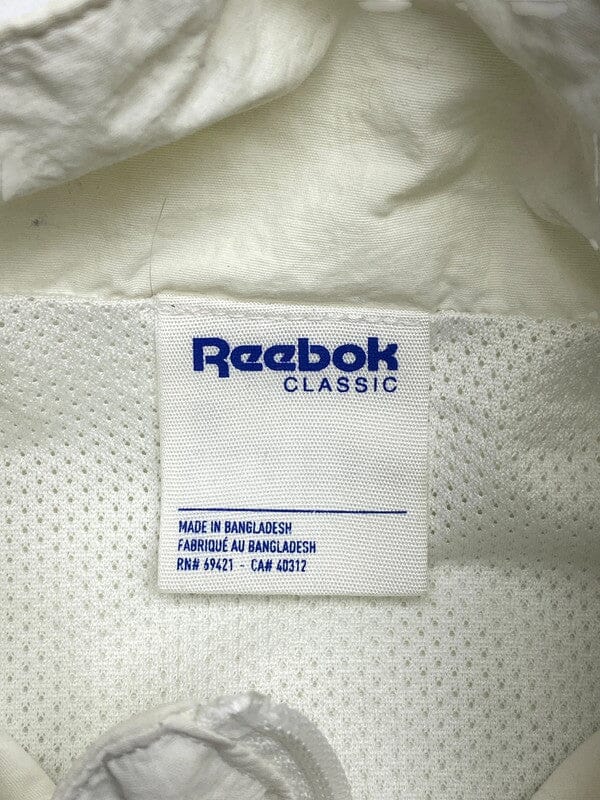 Reebok
CLASSIC
MADE IN BANGLADESH
FABRIQUÉ AU BANGLADESH
RN# 69421 - CA# 40312